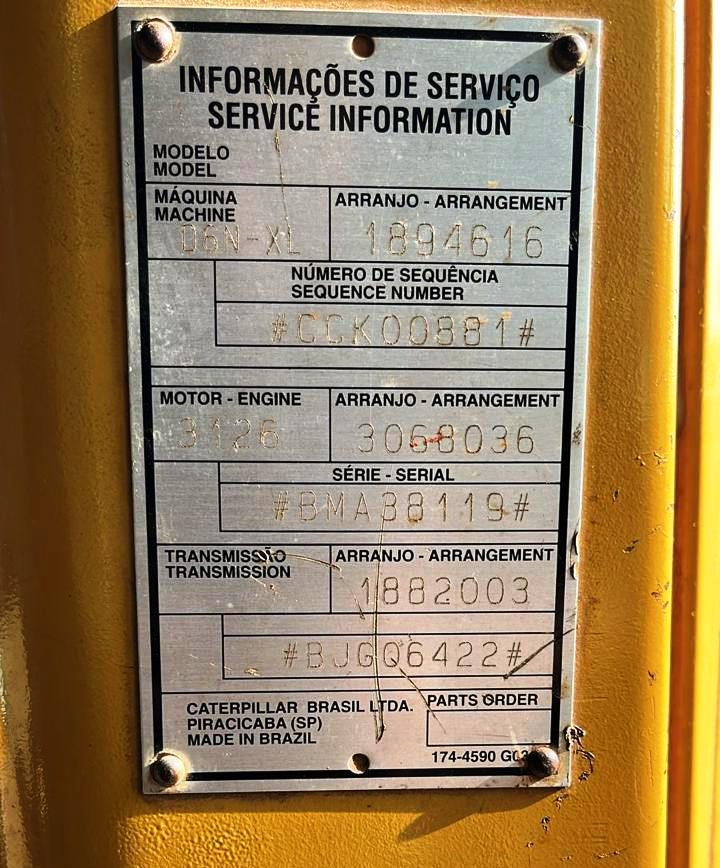 INFORMAÇÕES DE SERVIÇO
SERVICE INFORMATION
MODELO
MODEL
MÁQUINA
MACHINE
D6N-XL
ARRANJO - ARRANGEMENT
1894616
NÚMERO DE SEQUÊNCIA
SEQUENCE NUMBER
#CCK00881#
MOTOR - ENGINE
3126
ARRANJO - ARRANGEMENT
3068036
SÉRIE - SERIAL
#BMA38119#
TRANSMISSÃO
TRANSMISSION
ARRANJO - ARRANGEMENT
1882003
#BJG06422#
CATERPILLAR BRASIL LTDA.
PIRACICABA (SP)
MADE IN BRAZIL
PARTS ORDER
174-4590